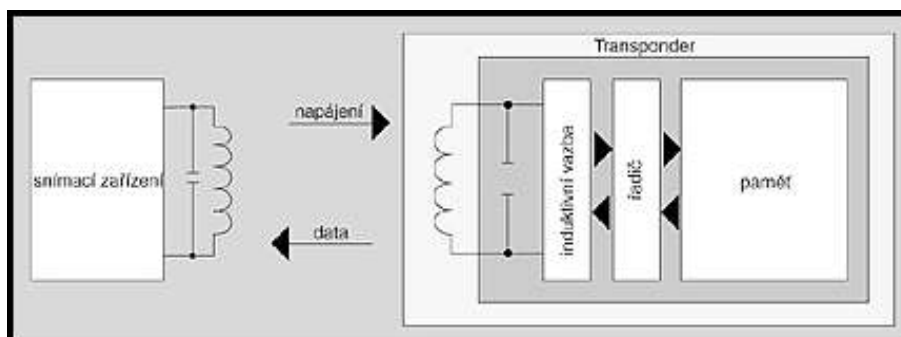 Transponder
napájení
snímací zařízení
data
induktivní vazba
řadič
paměť